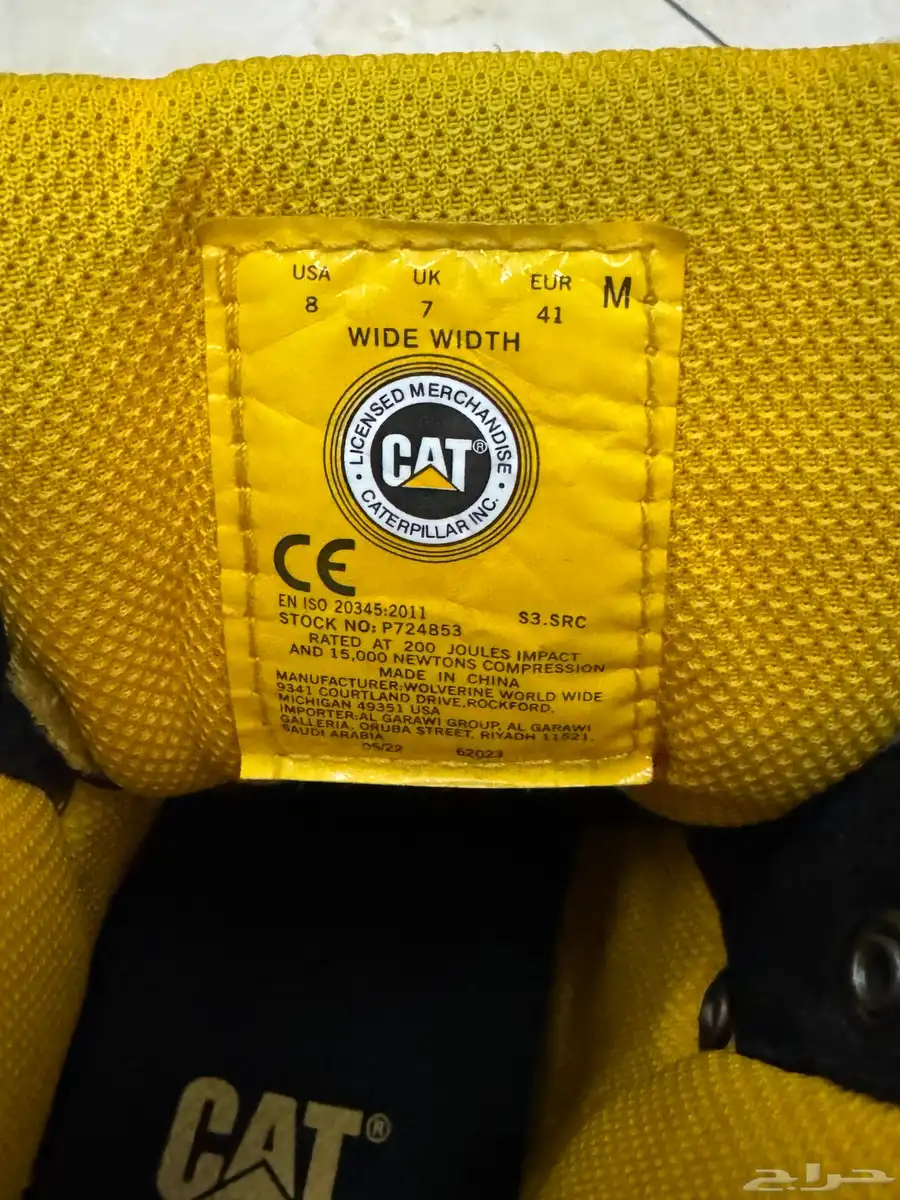 USA UK EUR M
8 7 41
WIDE WIDTH
LICENSED MERCHANDISE
CAT®
CATERPILLAR INC.
CE
EN ISO 20345:2011 S3.SRC
STOCK NO: P724853
RATED AT 200 JOULES IMPACT
AND 15,000 NEWTONS COMPRESSION
MADE IN CHINA
MANUFACTURER:WOLVERINE WORLD WIDE
9341 COURTLAND DRIVE,ROCKFORD,
MICHIGAN 49351 USA
IMPORTER:AL GARAWI GROUP, AL GARAWI
GALLERIA, ORUBA STREET, RIYADH 11521,
SAUDI ARABIA
05/22 62023
CAT®
حراج